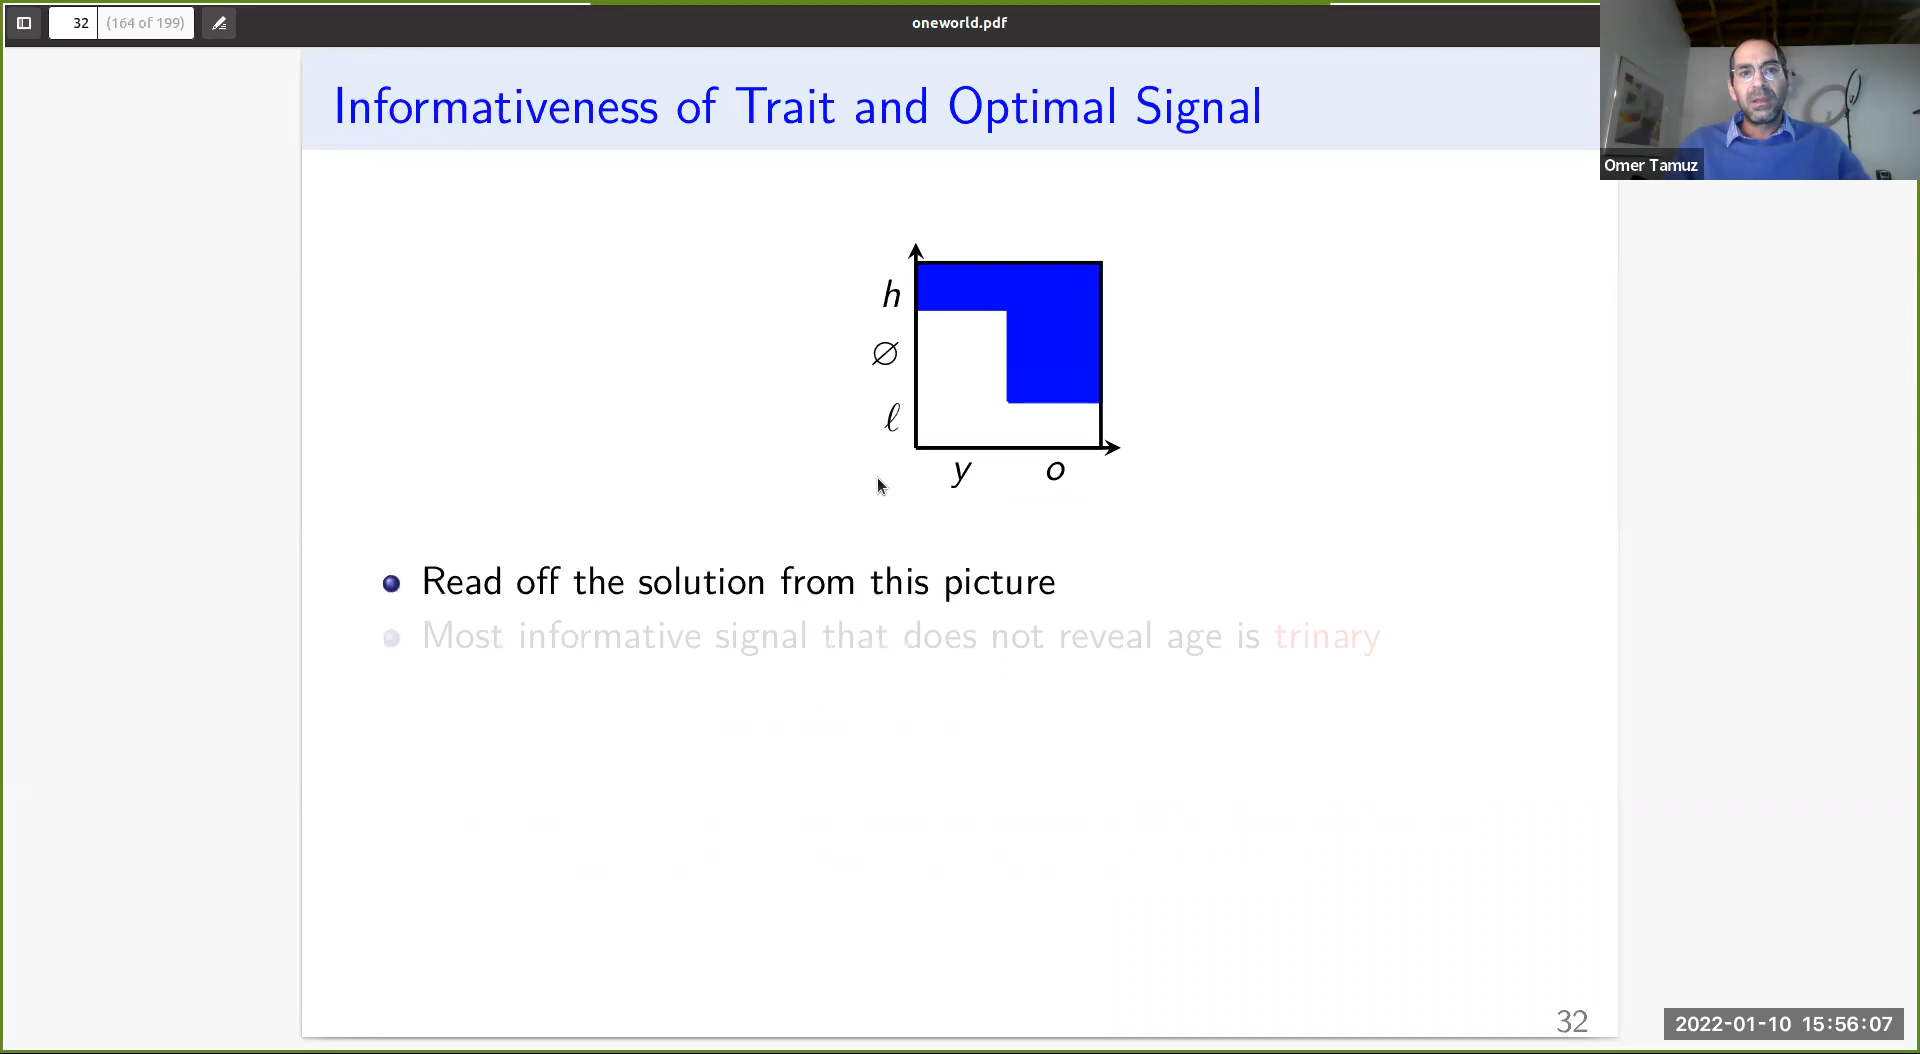 32 (164 of 199)
oneworld.pdf
Informativeness of Trait and Optimal Signal
Omer Tamuz
h
∅
ℓ
y o
Read off the solution from this picture
Most informative signal that does not reveal age is trinary
32
2022-01-10 15:56:07